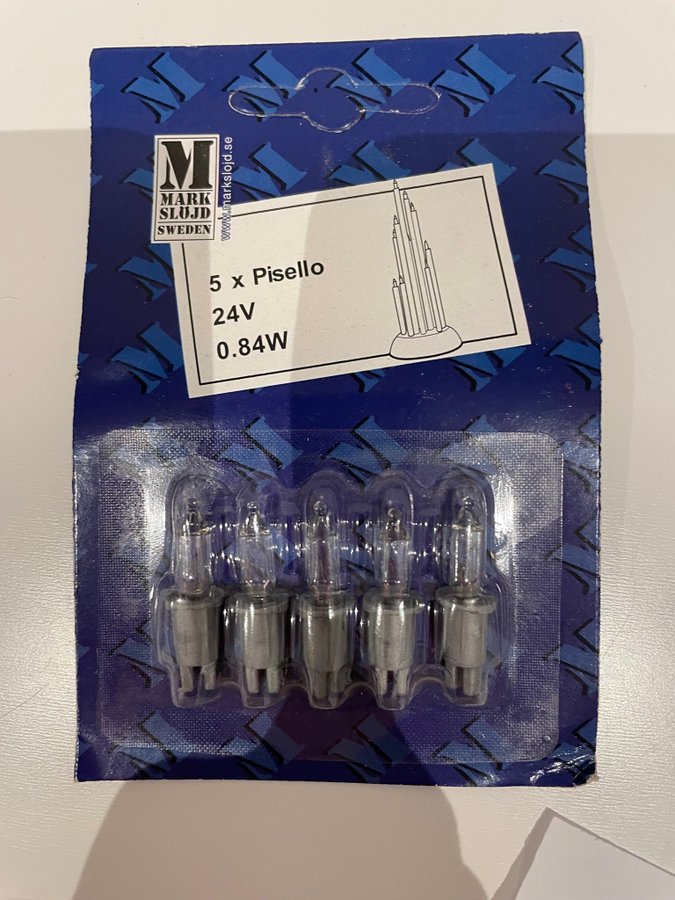 M
MARK
SLÖJD
SWEDEN
www.markslojd.se
5 x Pisello
24V
0.84W